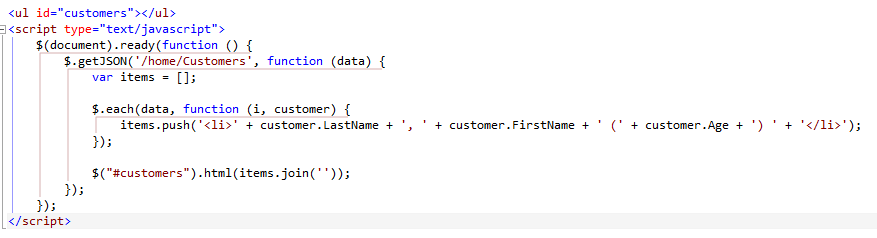 <ul id="customers"></ul>
<script type="text/javascript">
    $(document).ready(function () {
        $.getJSON('/home/Customers', function (data) {
            var items = [];

            $.each(data, function (i, customer) {
                items.push('<li>' + customer.LastName + ', ' + customer.FirstName + ' (' + customer.Age + ') ' + '</li>');
            });

            $("#customers").html(items.join(''));
        });
    });
</script>